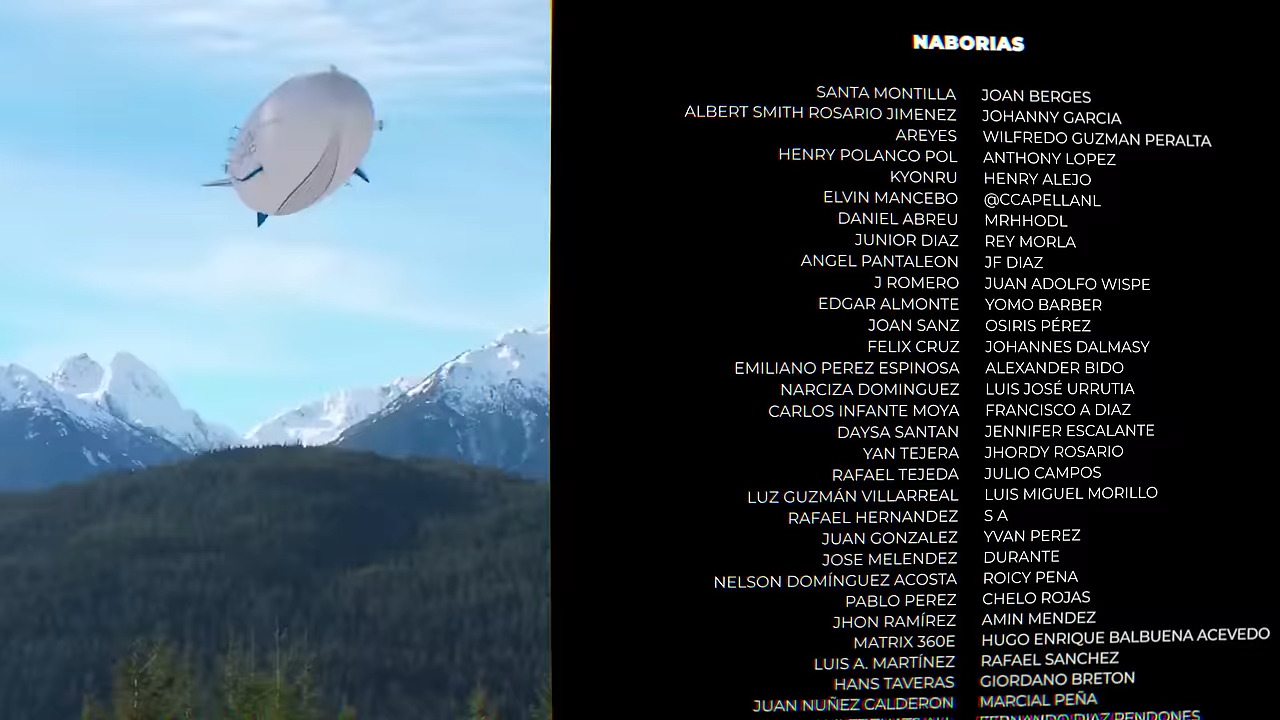 NABORIAS
SANTA MONTILLA JOAN BERGES
ALBERT SMITH ROSARIO JIMENEZ JOHANNY GARCIA
AREYES WILFREDO GUZMAN PERALTA
HENRY POLANCO POL ANTHONY LOPEZ
KYONRU HENRY ALEJO
ELVIN MANCEBO @CCAPELLANL
DANIEL ABREU MRHHODL
JUNIOR DIAZ REY MORLA
ANGEL PANTALEON JF DIAZ
J ROMERO JUAN ADOLFO WISPE
EDGAR ALMONTE YOMO BARBER
JOAN SANZ OSIRIS PÉREZ
FELIX CRUZ JOHANNES DALMASY
EMILIANO PEREZ ESPINOSA ALEXANDER BIDO
NARCIZA DOMINGUEZ LUIS JOSÉ URRUTIA
CARLOS INFANTE MOYA FRANCISCO A DIAZ
DAYSA SANTAN JENNIFER ESCALANTE
YAN TEJERA JHORDY ROSARIO
RAFAEL TEJEDA JULIO CAMPOS
LUZ GUZMÁN VILLARREAL LUIS MIGUEL MORILLO
RAFAEL HERNANDEZ S A
JUAN GONZALEZ YVAN PEREZ
JOSE MELENDEZ DURANTE
NELSON DOMÍNGUEZ ACOSTA ROICY PENA
PABLO PEREZ CHELO ROJAS
JHON RAMÍREZ AMIN MENDEZ
MATRIX 360E HUGO ENRIQUE BALBUENA ACEVEDO
LUIS A. MARTÍNEZ RAFAEL SANCHEZ
HANS TAVERAS GIORDANO BRETON
JUAN NUÑEZ CALDERON MARCIAL PEÑA
FERNANDO DIAZ